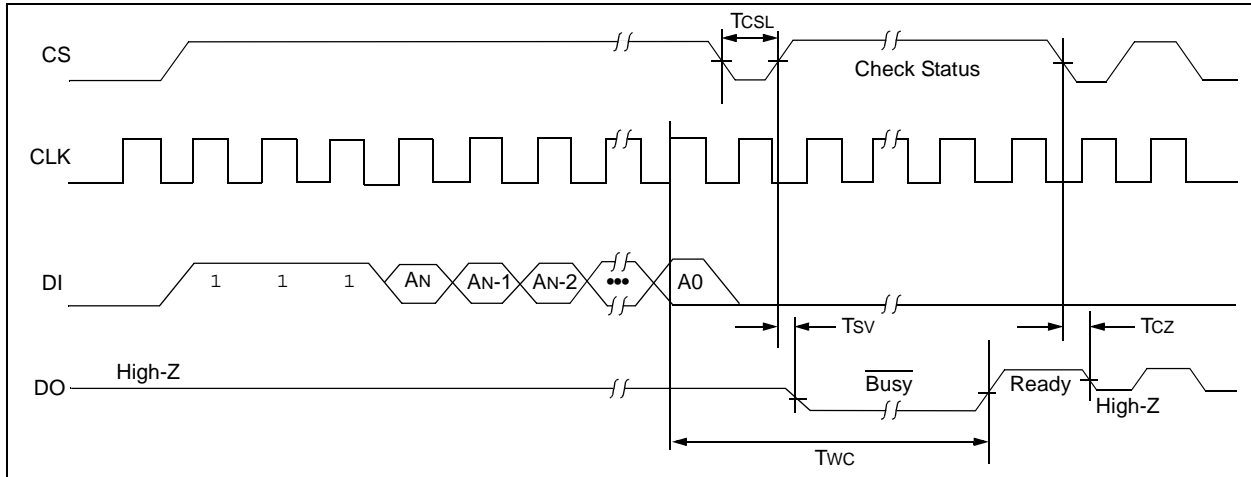 TCSL
CS
Check Status
CLK
DI
1 1 1 AN AN-1 AN-2 ••• A0
TSV
TCZ
High-Z
DO
Busy
Ready
High-Z
TWC